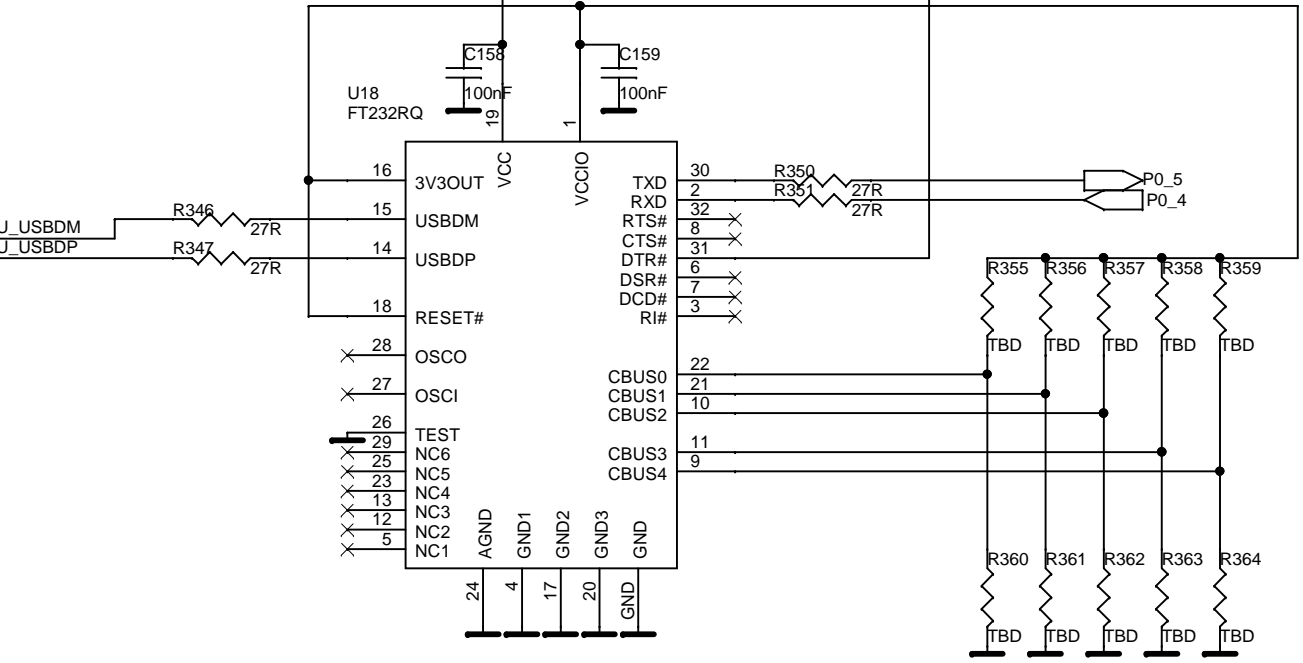 C158
C159
U18
FT232RQ
100nF
100nF
19
1
VCC
VCCIO
16
3V3OUT
TXD
30
R350
27R
P0_5
15
USBDM
RXD
2
R351
27R
P0_4
U_USBDM
R346
27R
RTS#
32
CTS#
8
U_USBDP
R347
27R
14
USBDP
DTR#
31
DSR#
6
DCD#
7
18
RESET#
RI#
3
R355
R356
R357
R358
R359
TBD
TBD
TBD
TBD
TBD
28
OSCO
27
OSCI
CBUS0
22
CBUS1
21
CBUS2
10
26
TEST
29
NC6
CBUS3
11
25
NC5
CBUS4
9
23
NC4
13
NC3
12
NC2
5
NC1
AGND
GND1
GND2
GND3
GND
24
4
17
20
GND
R360
R361
R362
R363
R364
TBD
TBD
TBD
TBD
TBD